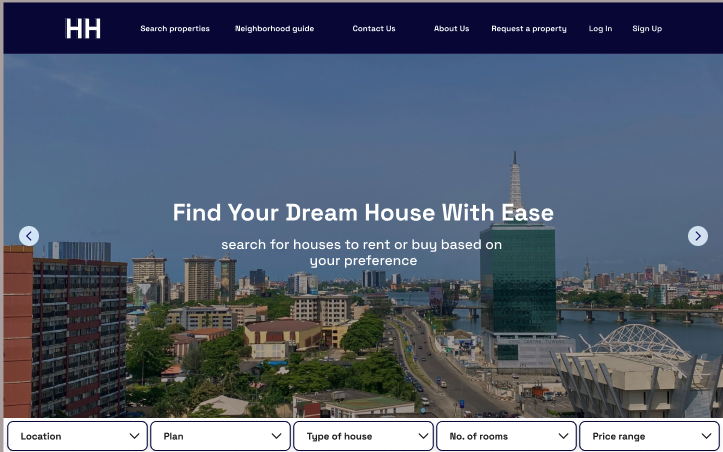 HH
Search properties
Neighborhood guide
Contact Us
About Us
Request a property
Log In
Sign Up
Find Your Dream House With Ease
search for houses to rent or buy based on
your preference
Location
Plan
Type of house
No. of rooms
Price range